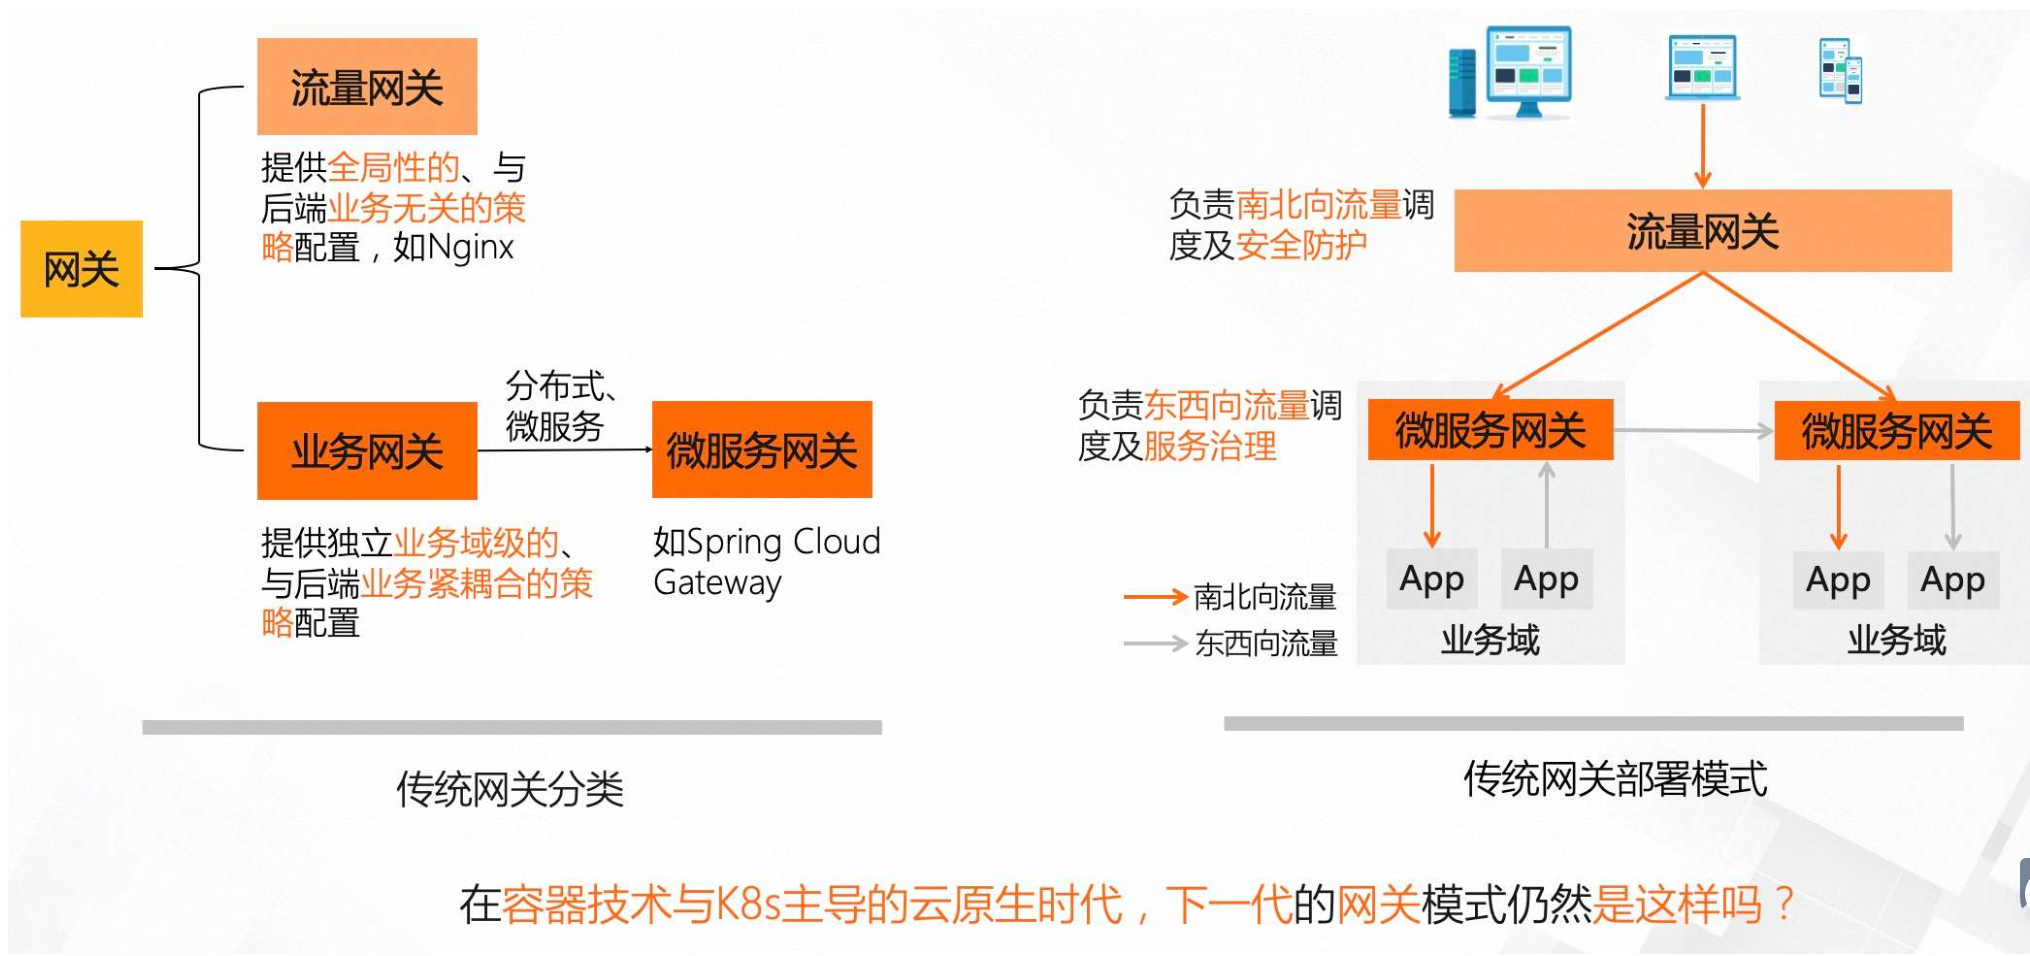 流量网关
提供全局性的、与
后端业务无关的策
略配置，如Nginx
网关
分布式、
微服务
业务网关
微服务网关
提供独立业务域级的、
与后端业务紧耦合的策
略配置
如Spring Cloud
Gateway
传统网关分类
负责南北向流量调
度及安全防护
流量网关
负责东西向流量调
度及服务治理
微服务网关
微服务网关
App
App
App
App
南北向流量
东西向流量
业务域
业务域
传统网关部署模式
在容器技术与K8s主导的云原生时代，下一代的网关模式仍然是这样吗？